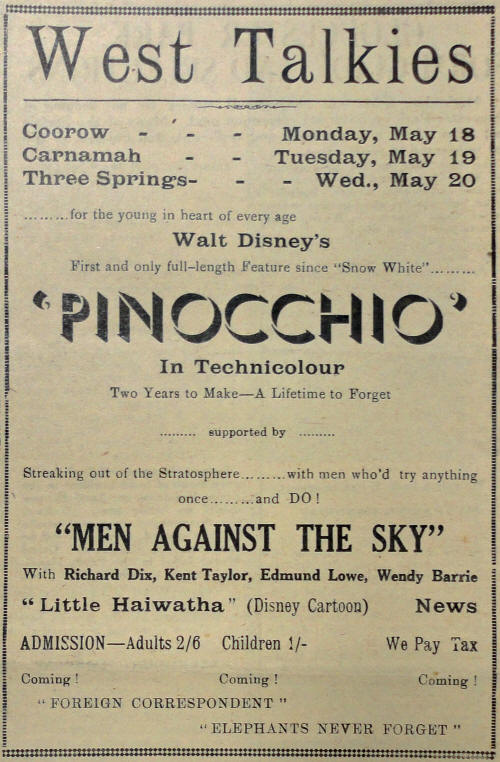 West Talkies
Coorow - - - Monday, May 18
Carnamah - - Tuesday, May 19
Three Springs- - - Wed., May 20
.........for the young in heart of every age
Walt Disney's
First and only full-length Feature since "Snow White".........
'PINOCCHIO'
In Technicolour
Two Years to Make—A Lifetime to Forget
......... supported by .........
Streaking out of the Stratosphere.........with men who'd try anything
once.........and DO!
"MEN AGAINST THE SKY"
With Richard Dix, Kent Taylor, Edmund Lowe, Wendy Barrie
"Little Haiwatha" (Disney Cartoon) News
ADMISSION—Adults 2/6 Children 1/- We Pay Tax
Coming! Coming! Coming!
"FOREIGN CORRESPONDENT"
"ELEPHANTS NEVER FORGET"